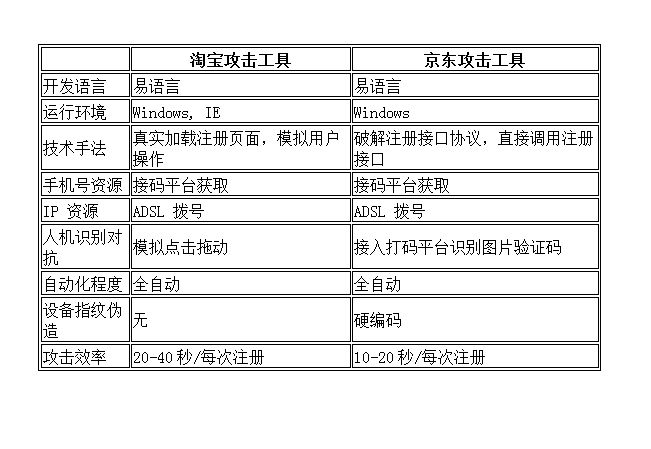 淘宝攻击工具 京东攻击工具
开发语言 易语言 易语言
运行环境 Windows, IE Windows
技术手法 真实加载注册页面，模拟用户 破解注册接口协议，直接调用注册
操作 接口
手机号资源 接码平台获取 接码平台获取
IP 资源 ADSL 拨号 ADSL 拨号
人机识别对
抗 模拟点击拖动 接入打码平台识别图片验证码
自动化程度 全自动 全自动
设备指纹伪
造 无 硬编码
攻击效率 20-40 秒/每次注册 10-20 秒/每次注册